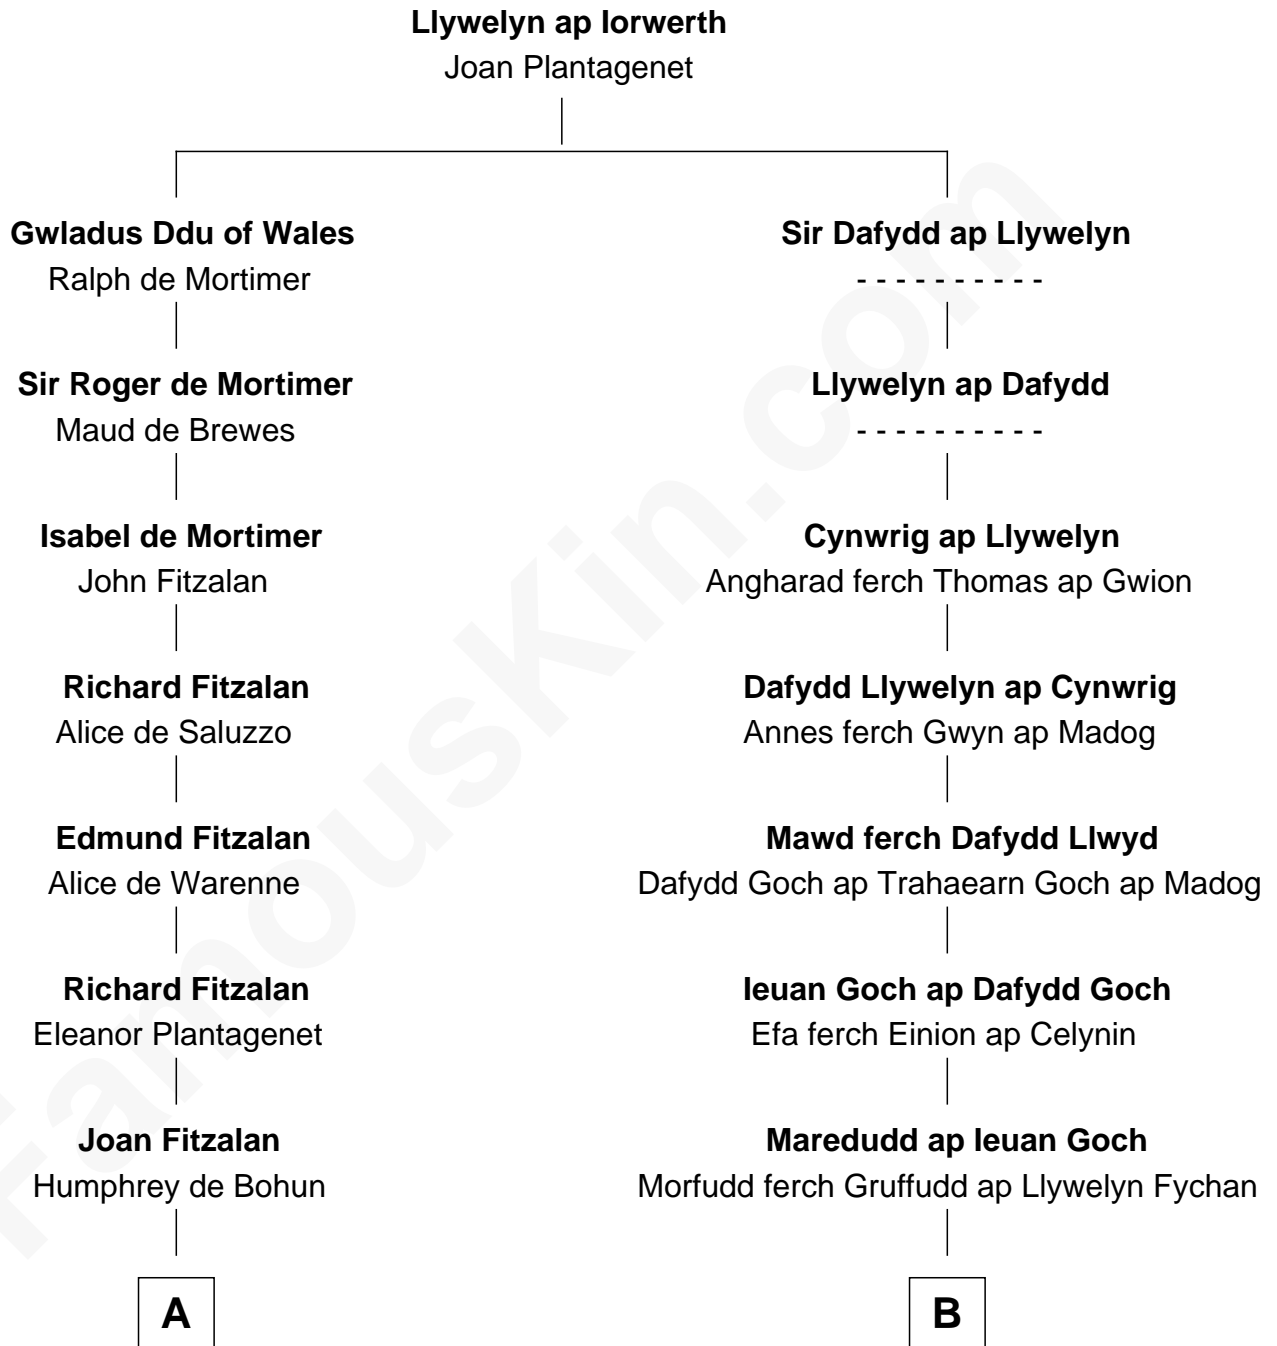 Llywelyn ap Iorwerth
Joan Plantagenet
Gwladus Ddu of Wales
Ralph de Mortimer
Sir Dafydd ap Llywelyn
- - - - - - - - - -
Sir Roger de Mortimer
Maud de Brewes
Llywelyn ap Dafydd
- - - - - - - - - -
Isabel de Mortimer
John Fitzalan
Cynwrig ap Llywelyn
Angharad ferch Thomas ap Gwion
Richard Fitzalan
Alice de Saluzzo
Dafydd Llywelyn ap Cynwrig
Annes ferch Gwyn ap Madog
Edmund Fitzalan
Alice de Warenne
Mawd ferch Dafydd Llwyd
Dafydd Goch ap Trahaearn Goch ap Madog
Richard Fitzalan
Eleanor Plantagenet
Ieuan Goch ap Dafydd Goch
Efa ferch Einion ap Celynin
Joan Fitzalan
Humphrey de Bohun
Maredudd ap Ieuan Goch
Morfudd ferch Gruffudd ap Llywelyn Fychan
A
B
FamousKin.com